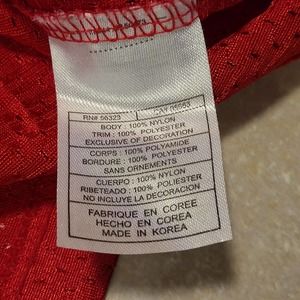 RN# 56323 CA# 05553
BODY : 100% NYLON
TRIM : 100% POLYESTER
EXCLUSIVE OF DECORATION
CORPS : 100% POLYAMIDE
BORDURE : 100% POLYESTER
SANS ORNEMENTS
CUERPO : 100% NYLON
RIBETEADO : 100% POLIESTER
NO INCLUYE LA DECORACION
FABRIQUE EN COREE
HECHO EN COREA
MADE IN KOREA